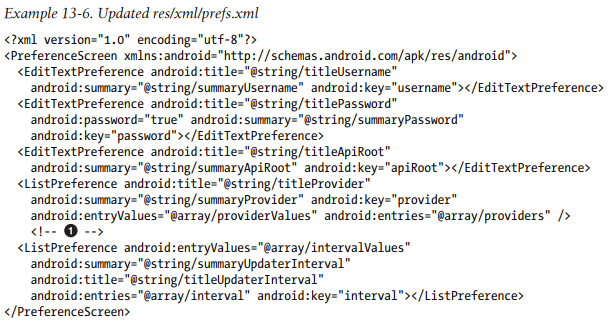 Example 13-6. Updated res/xml/prefs.xml
<?xml version="1.0" encoding="utf-8"?>
<PreferenceScreen xmlns:android="http://schemas.android.com/apk/res/android">
  <EditTextPreference android:title="@string/titleUsername"
    android:summary="@string/summaryUsername" android:key="username"></EditTextPreference>
  <EditTextPreference android:title="@string/titlePassword"
    android:password="true" android:summary="@string/summaryPassword"
    android:key="password"></EditTextPreference>
  <EditTextPreference android:title="@string/titleApiRoot"
    android:summary="@string/summaryApiRoot" android:key="apiRoot"></EditTextPreference>
  <ListPreference android:title="@string/titleProvider"
    android:summary="@string/summaryProvider" android:key="provider"
    android:entryValues="@array/providerValues" android:entries="@array/providers" />
    <!-- ❶ -->
  <ListPreference android:entryValues="@array/intervalValues"
    android:summary="@string/summaryUpdaterInterval"
    android:title="@string/titleUpdaterInterval"
    android:entries="@array/interval" android:key="interval"></ListPreference>
</PreferenceScreen>